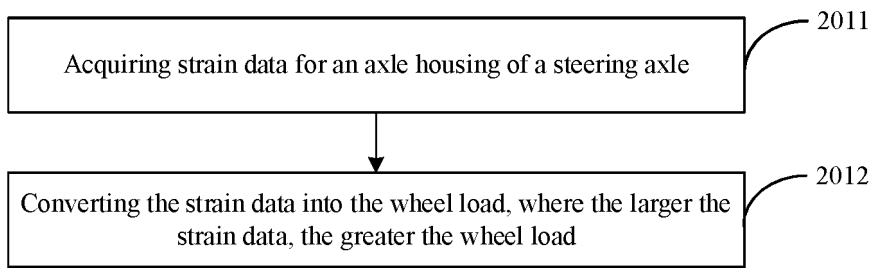 2011
Acquiring strain data for an axle housing of a steering axle
2012
Converting the strain data into the wheel load, where the larger the
strain data, the greater the wheel load